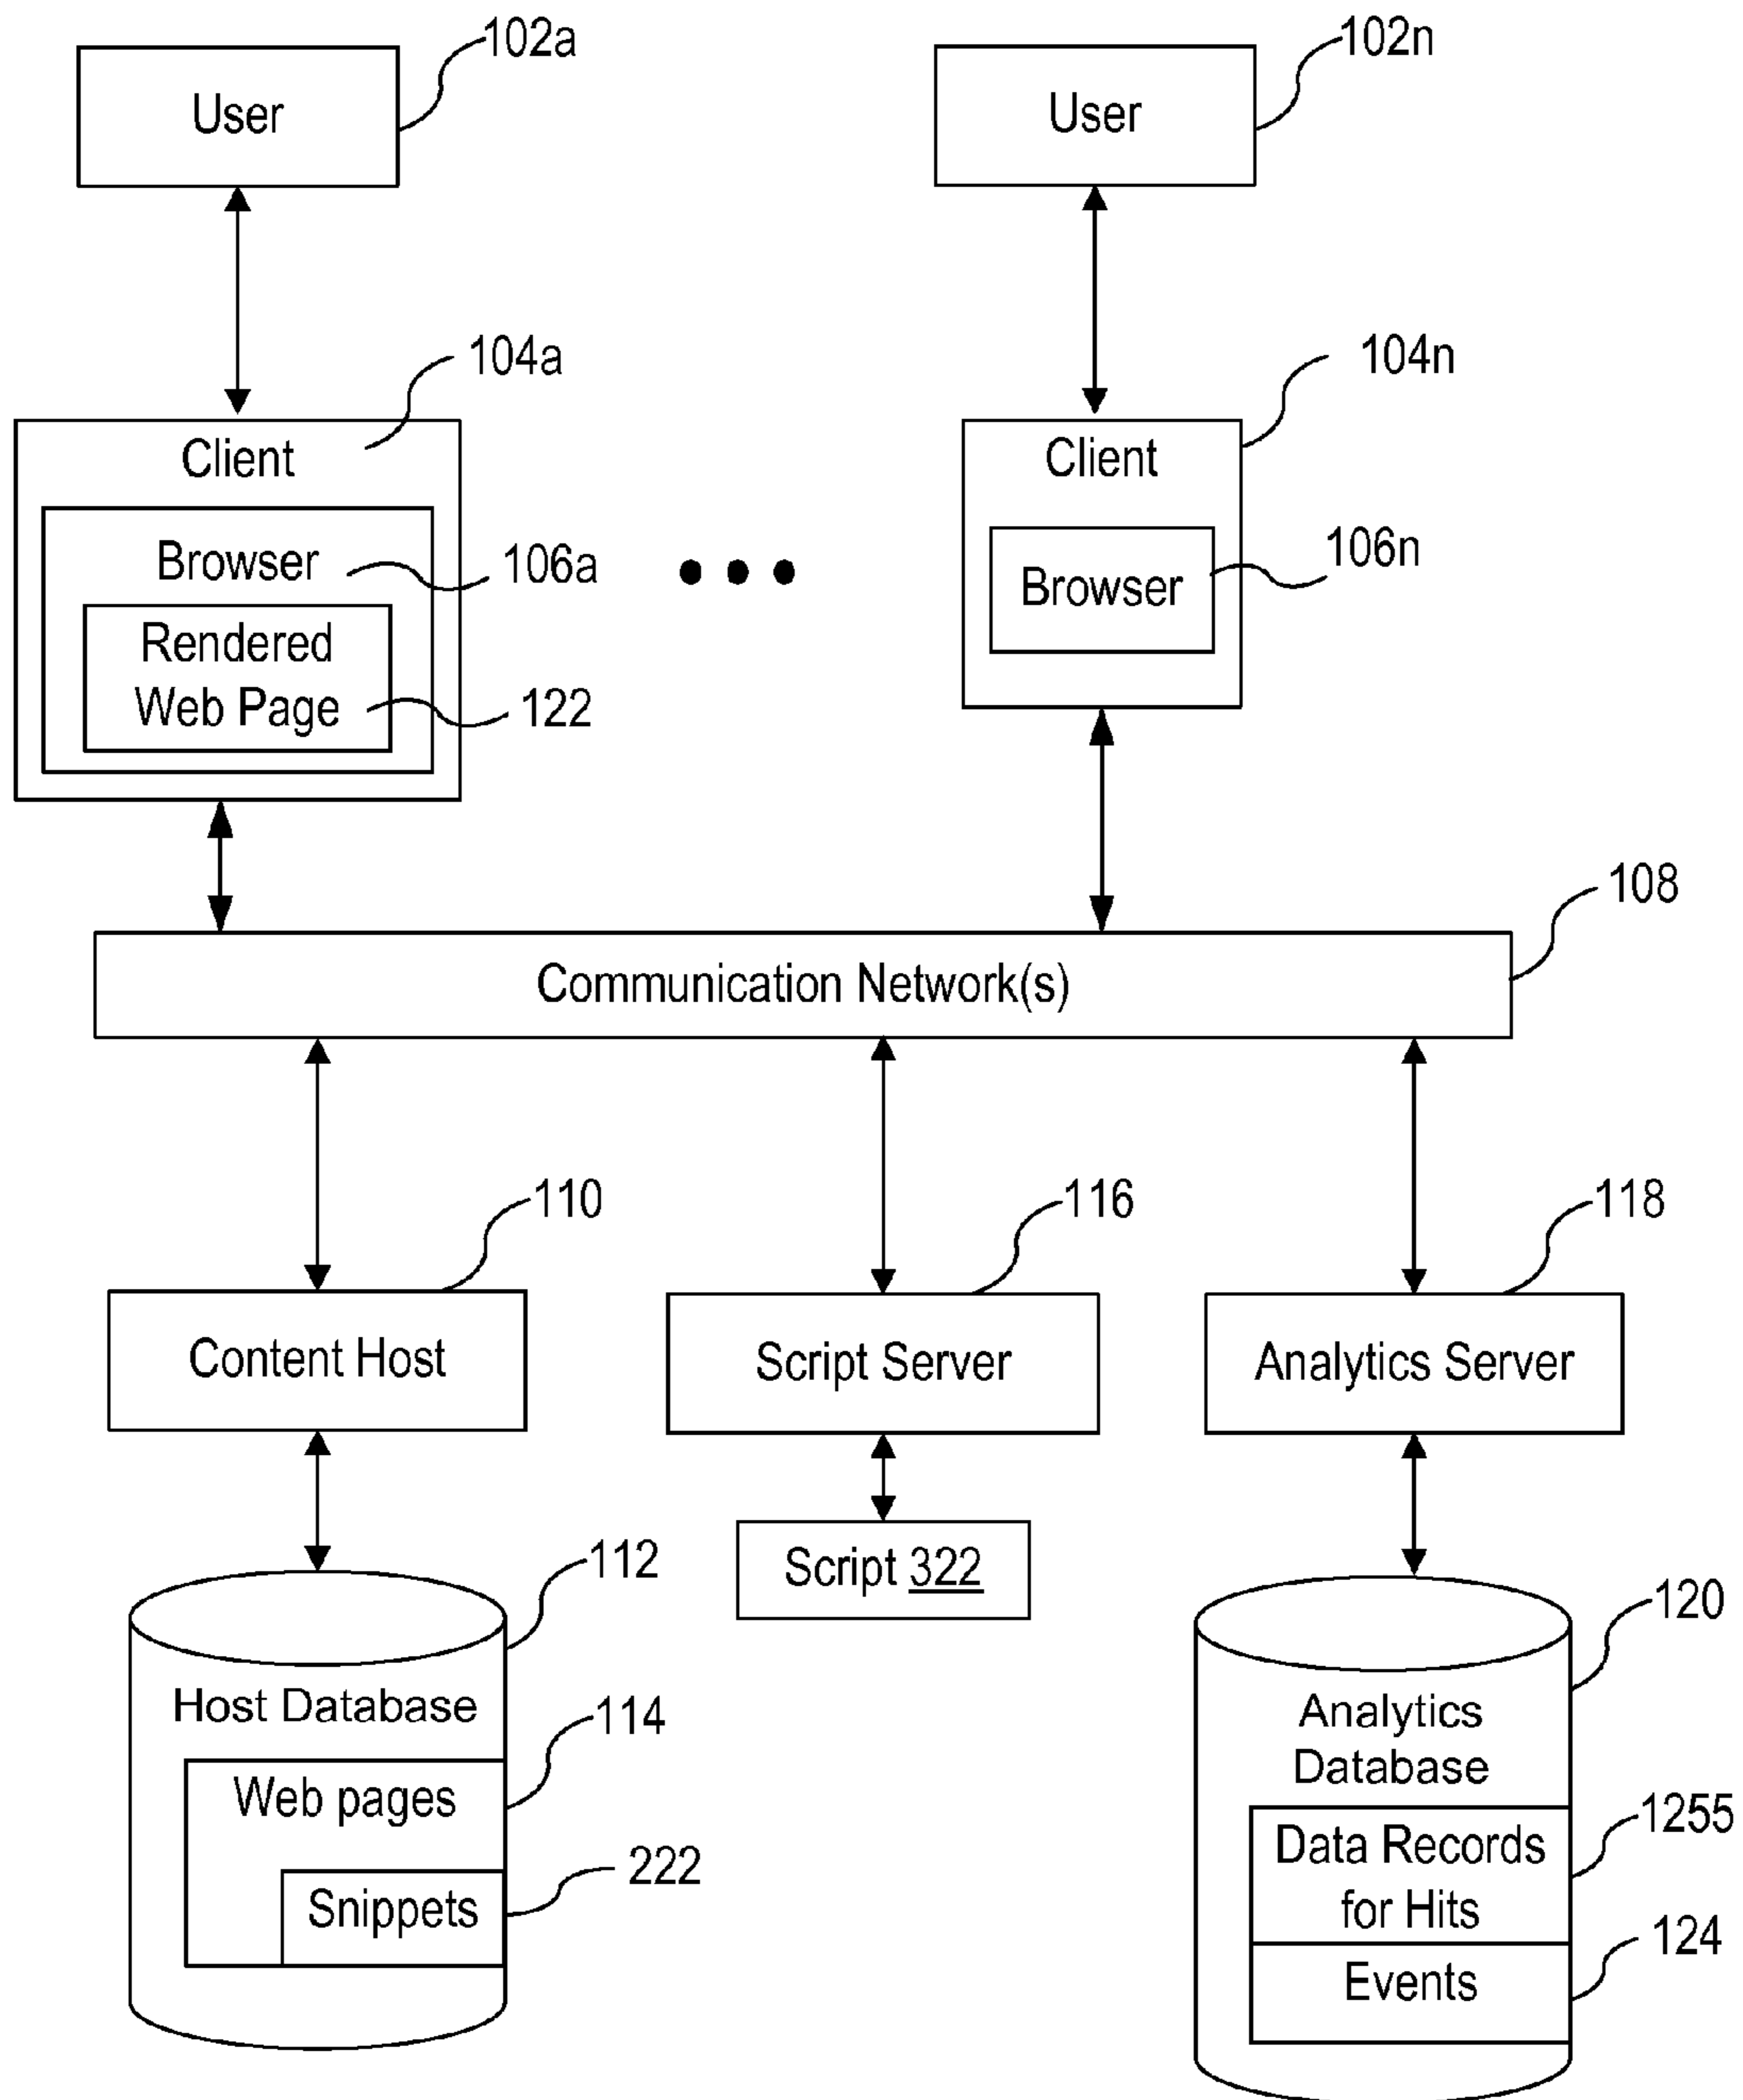 102a
102n
User
User
104a
104n
Client
Client
Browser
106a
106n
Browser
Rendered
Web Page
122
108
Communication Network(s)
110
116
118
Content Host
Script Server
Analytics Server
112
Script 322
120
Host Database
114
Analytics
Database
Web pages
1255
Data Records
for Hits
222
Snippets
124
Events